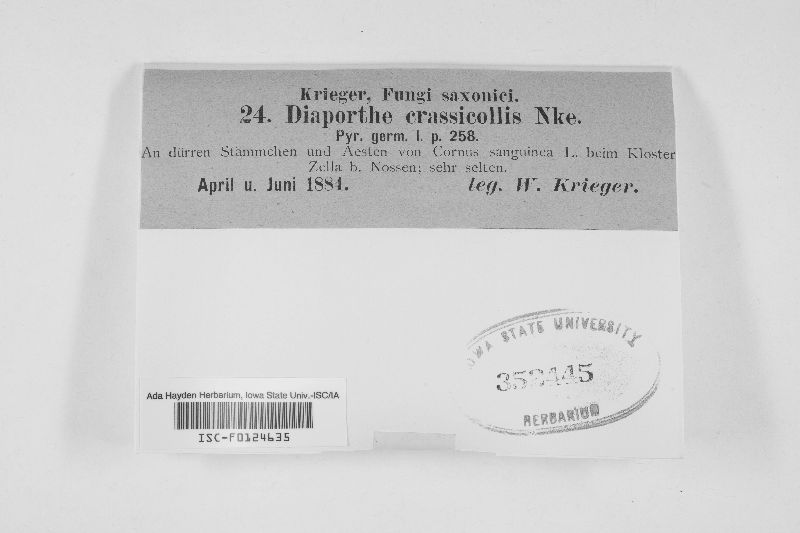 Krieger, Fungi saxonici.
24. Diaporthe crassicollis Nke.
Pyr. germ. I. p. 258.
An dürren Stämmchen und Aesten von Cornus sanguinea L. beim Kloster
Zella b. Nossen; sehr selten.
April u. Juni 1884. leg. W. Krieger.
IOWA STATE UNIVERSITY
HERBARIUM
Ada Hayden Herbarium, Iowa State Univ.-ISC/IA
ISC-F0124635